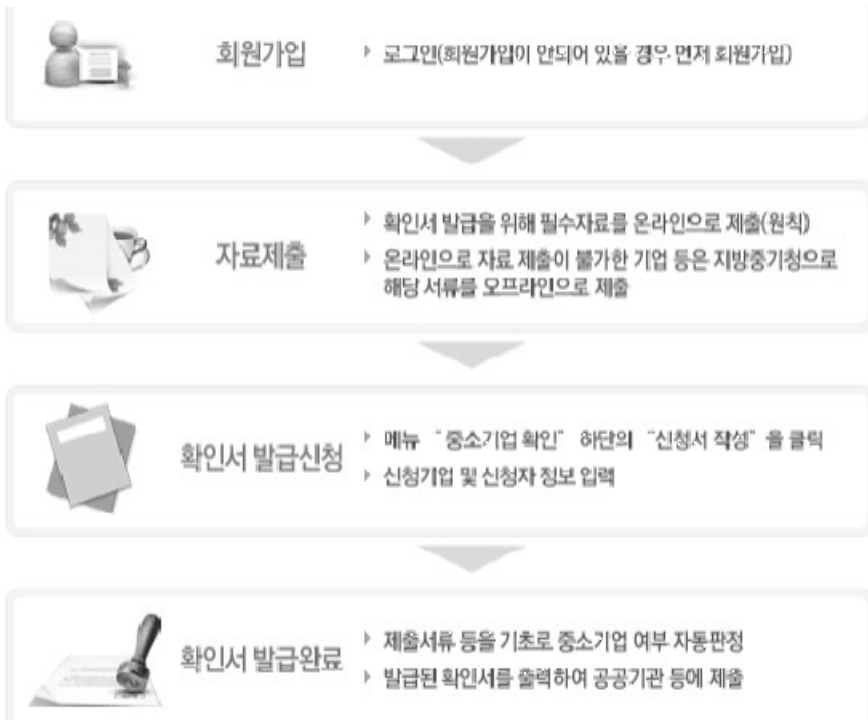 회원가입
로그인(회원가입이 안되어 있을 경우 먼저 회원가입)
자료제출
확인서 발급을 위해 필수자료를 온라인으로 제출(원칙)
온라인으로 자료 제출이 불가한 기업 등은 지방중기청으로
해당 서류를 오프라인으로 제출
확인서 발급신청
메뉴 “중소기업 확인” 하단의 “신청서 작성”을 클릭
신청기업 및 신청자 정보 입력
확인서 발급완료
제출서류 등을 기초로 중소기업 여부 자동판정
발급된 확인서를 출력하여 공공기관 등에 제출